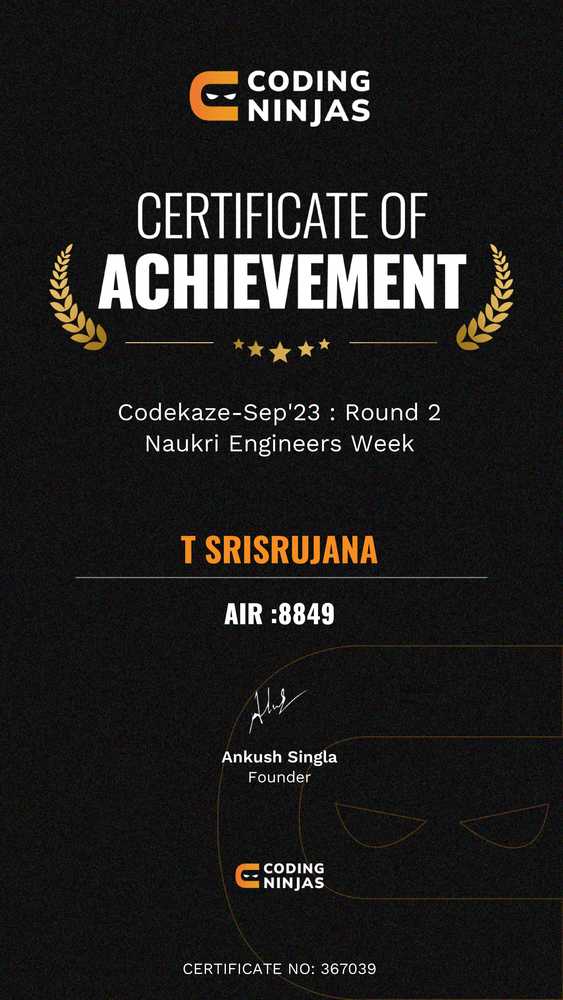 CODING
NINJAS
CERTIFICATE OF
ACHIEVEMENT
Codekaze-Sep'23 : Round 2
Naukri Engineers Week
T SRISRUJANA
AIR :8849
Ankush Singla
Founder
CODING
NINJAS
CERTIFICATE NO: 367039